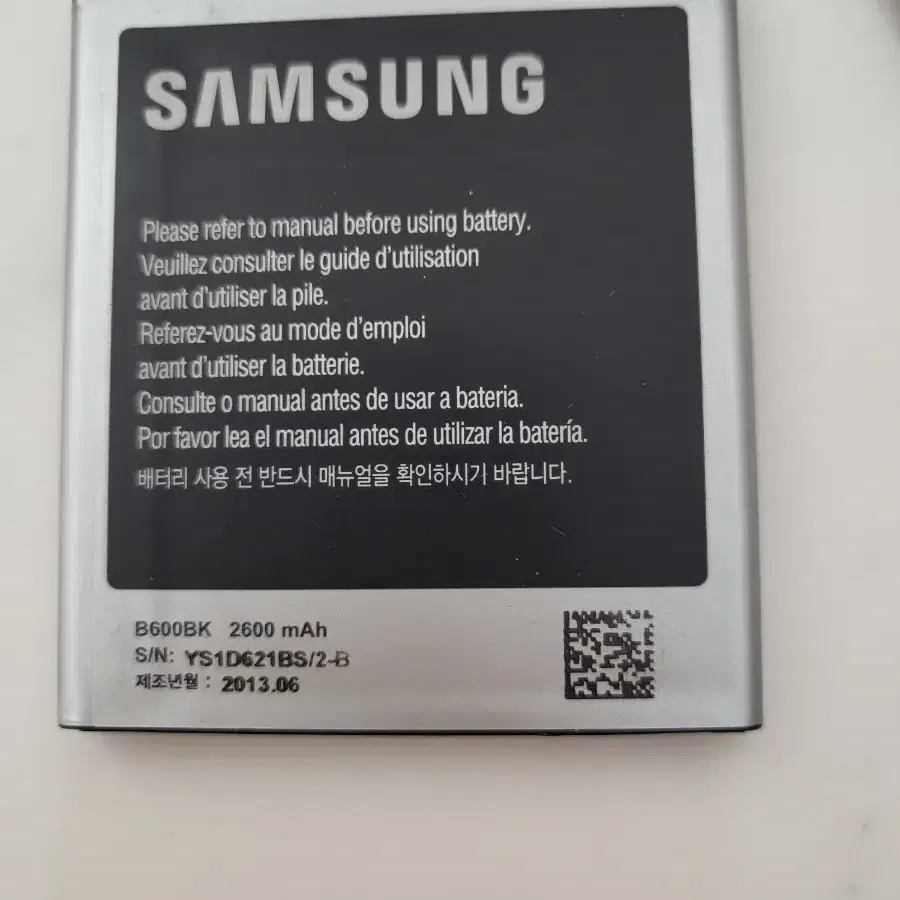 SAMSUNG
Please refer to manual before using battery.
Veuillez consulter le guide d'utilisation
avant d'utiliser la pile.
Referez-vous au mode d'emploi
avant d'utiliser la batterie.
Consulte o manual antes de usar a bateria.
Por favor lea el manual antes de utilizar la batería.
배터리 사용 전 반드시 매뉴얼을 확인하시기 바랍니다.
B600BK 2600 mAh
S/N: YS1D621BS/2-B
제조년월 : 2013.06